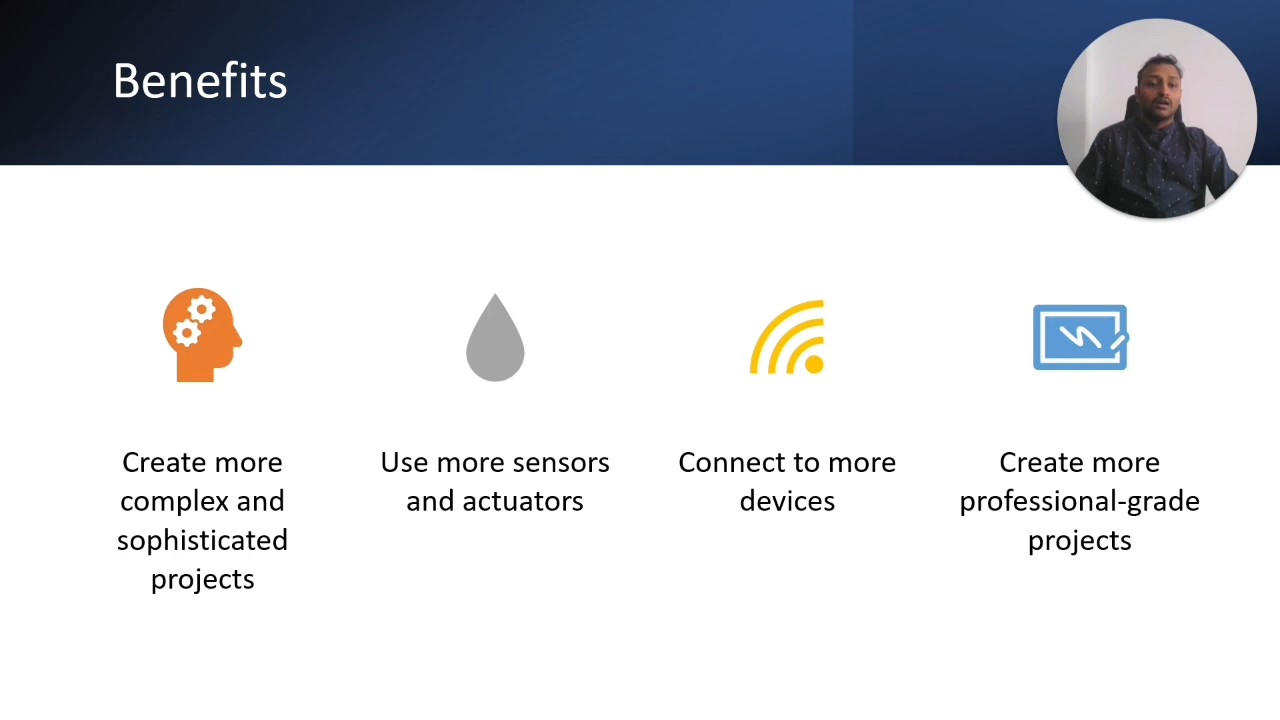 Benefits
Create more
complex and
sophisticated
projects
Use more sensors
and actuators
Connect to more
devices
Create more
professional-grade
projects